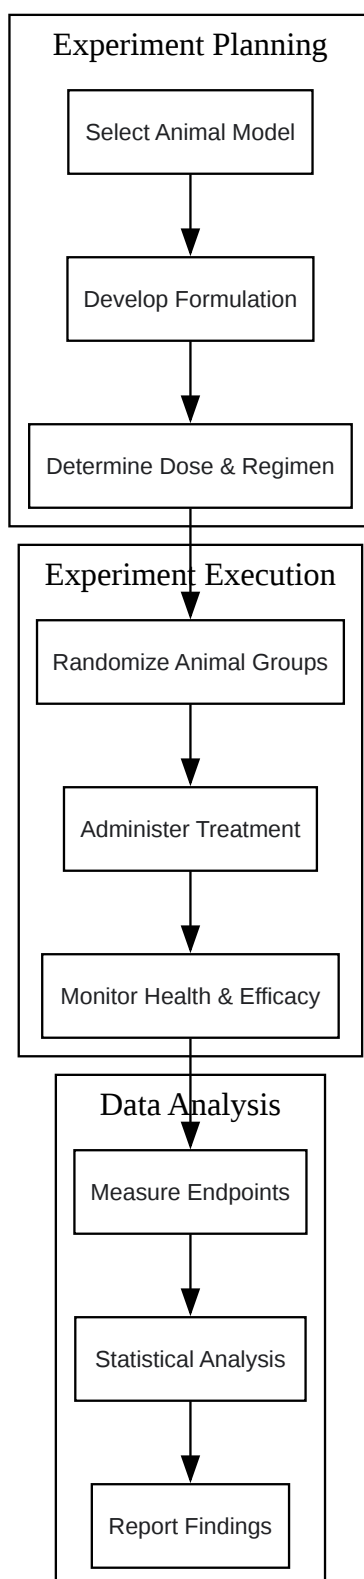 Experiment Planning
Select Animal Model
Develop Formulation
Determine Dose & Regimen
Experiment Execution
Randomize Animal Groups
Administer Treatment
Monitor Health & Efficacy
Data Analysis
Measure Endpoints
Statistical Analysis
Report Findings